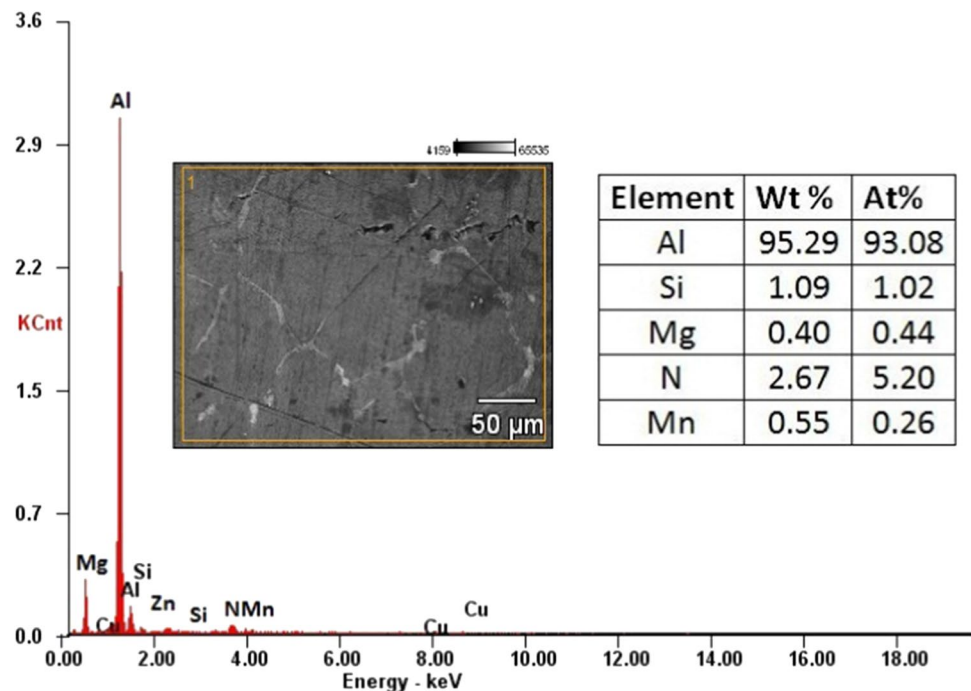 3.6
2.9
2.2
KCnt
1.5
0.7
0.0
Al
4159 65535
1
50 µm
Element Wt % At%
Al 95.29 93.08
Si 1.09 1.02
Mg 0.40 0.44
N 2.67 5.20
Mn 0.55 0.26
Mg
Cu
Al
Si
Zn
Si
NMn
Cu
Cu
0.00 2.00 4.00 6.00 8.00 10.00 12.00 14.00 16.00 18.00
Energy - keV